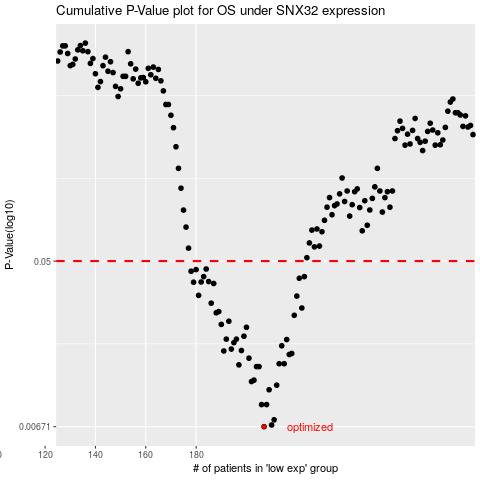 Cumulative P-Value plot for OS under SNX32 expression
P-Value(log10)
0.05
0.00671
optimized
0 120 140 160 180
# of patients in 'low exp' group